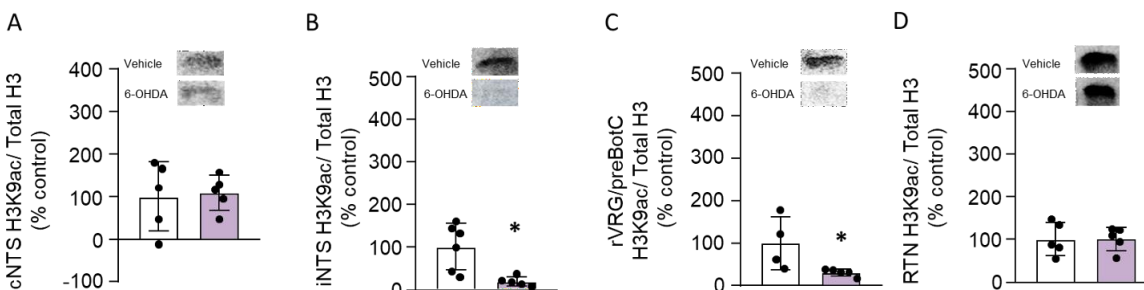 A
cNTS H3K9ac/ Total H3
(% control)
400
300
200
100
0
-100
Vehicle
6-OHDA
B
iNTS H3K9ac/ Total H3
(% control)
500
400
300
200
100
0
Vehicle
6-OHDA
*
C
rVRG/preBotC
H3K9ac/ Total H3
(% control)
500
400
300
200
100
0
Vehicle
6-OHDA
*
D
RTN H3K9ac/ Total H3
(% control)
500
400
300
200
100
0
Vehicle
6-OHDA